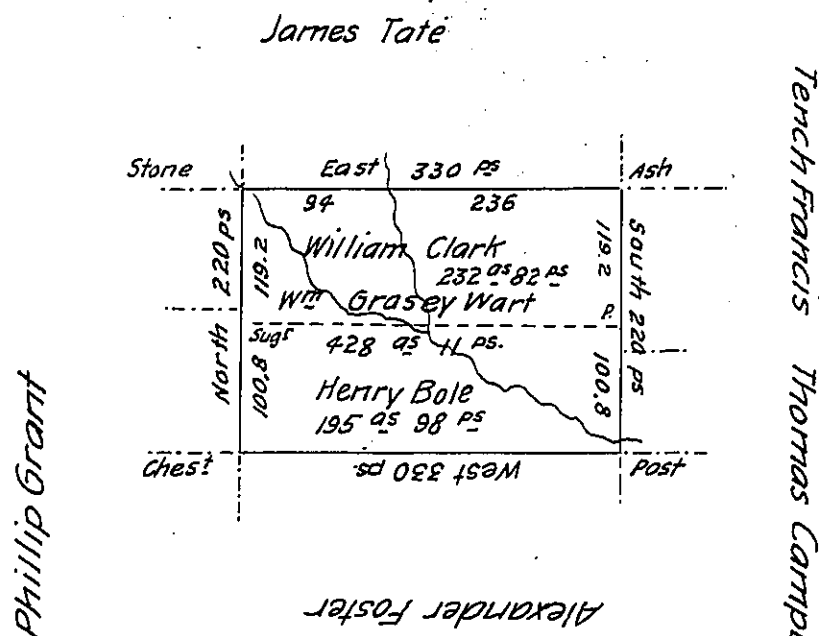 James Tate
Stone East 330 ps Ash
94 236
William Clark
232 as 82 ps
Wm Grasey Wart
119.2
119.2
North 220 ps
South 220 ps
Sugr P.
428 as 11 ps.
100.8
100.8
Henry Bole
195 as 98 ps
Chest West 330 ps. Post
Phillip Grant
Tench Francis
Thomas Campb
Alexander Foster